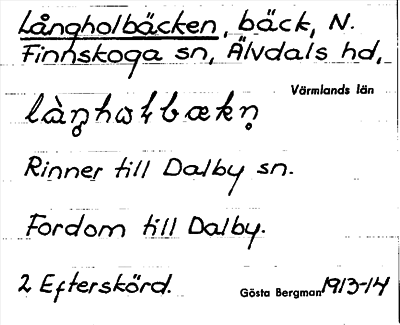 Långholbäcken, bäck, N.
Finnskoga sn, Älvdals hd,
Värmlands län
Rinner till Dalby sn.
Fordom till Dalby.
2 Efterskörd.
Gösta Bergman 1913-14